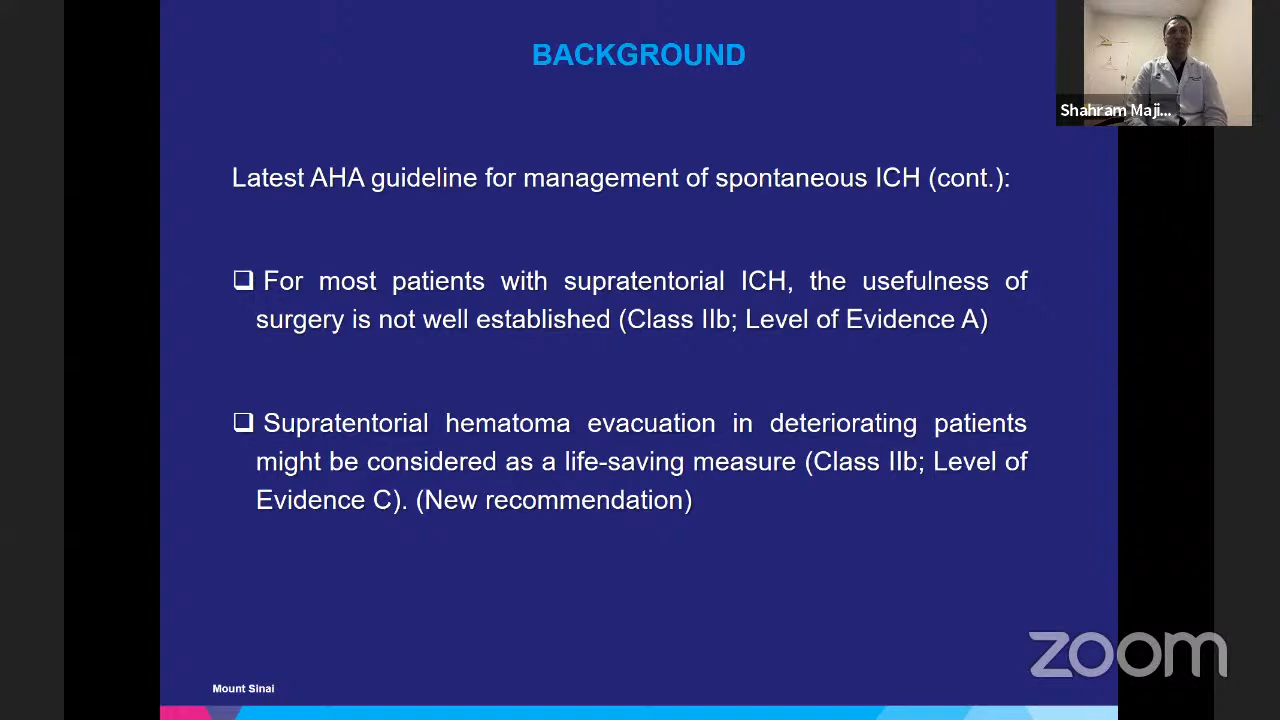 BACKGROUND
Shahram Maji...
Latest AHA guideline for management of spontaneous ICH (cont.):
❑ For most patients with supratentorial ICH, the usefulness of
surgery is not well established (Class IIb; Level of Evidence A)
❑ Supratentorial hematoma evacuation in deteriorating patients
might be considered as a life-saving measure (Class IIb; Level of
Evidence C). (New recommendation)
zoom
Mount Sinai